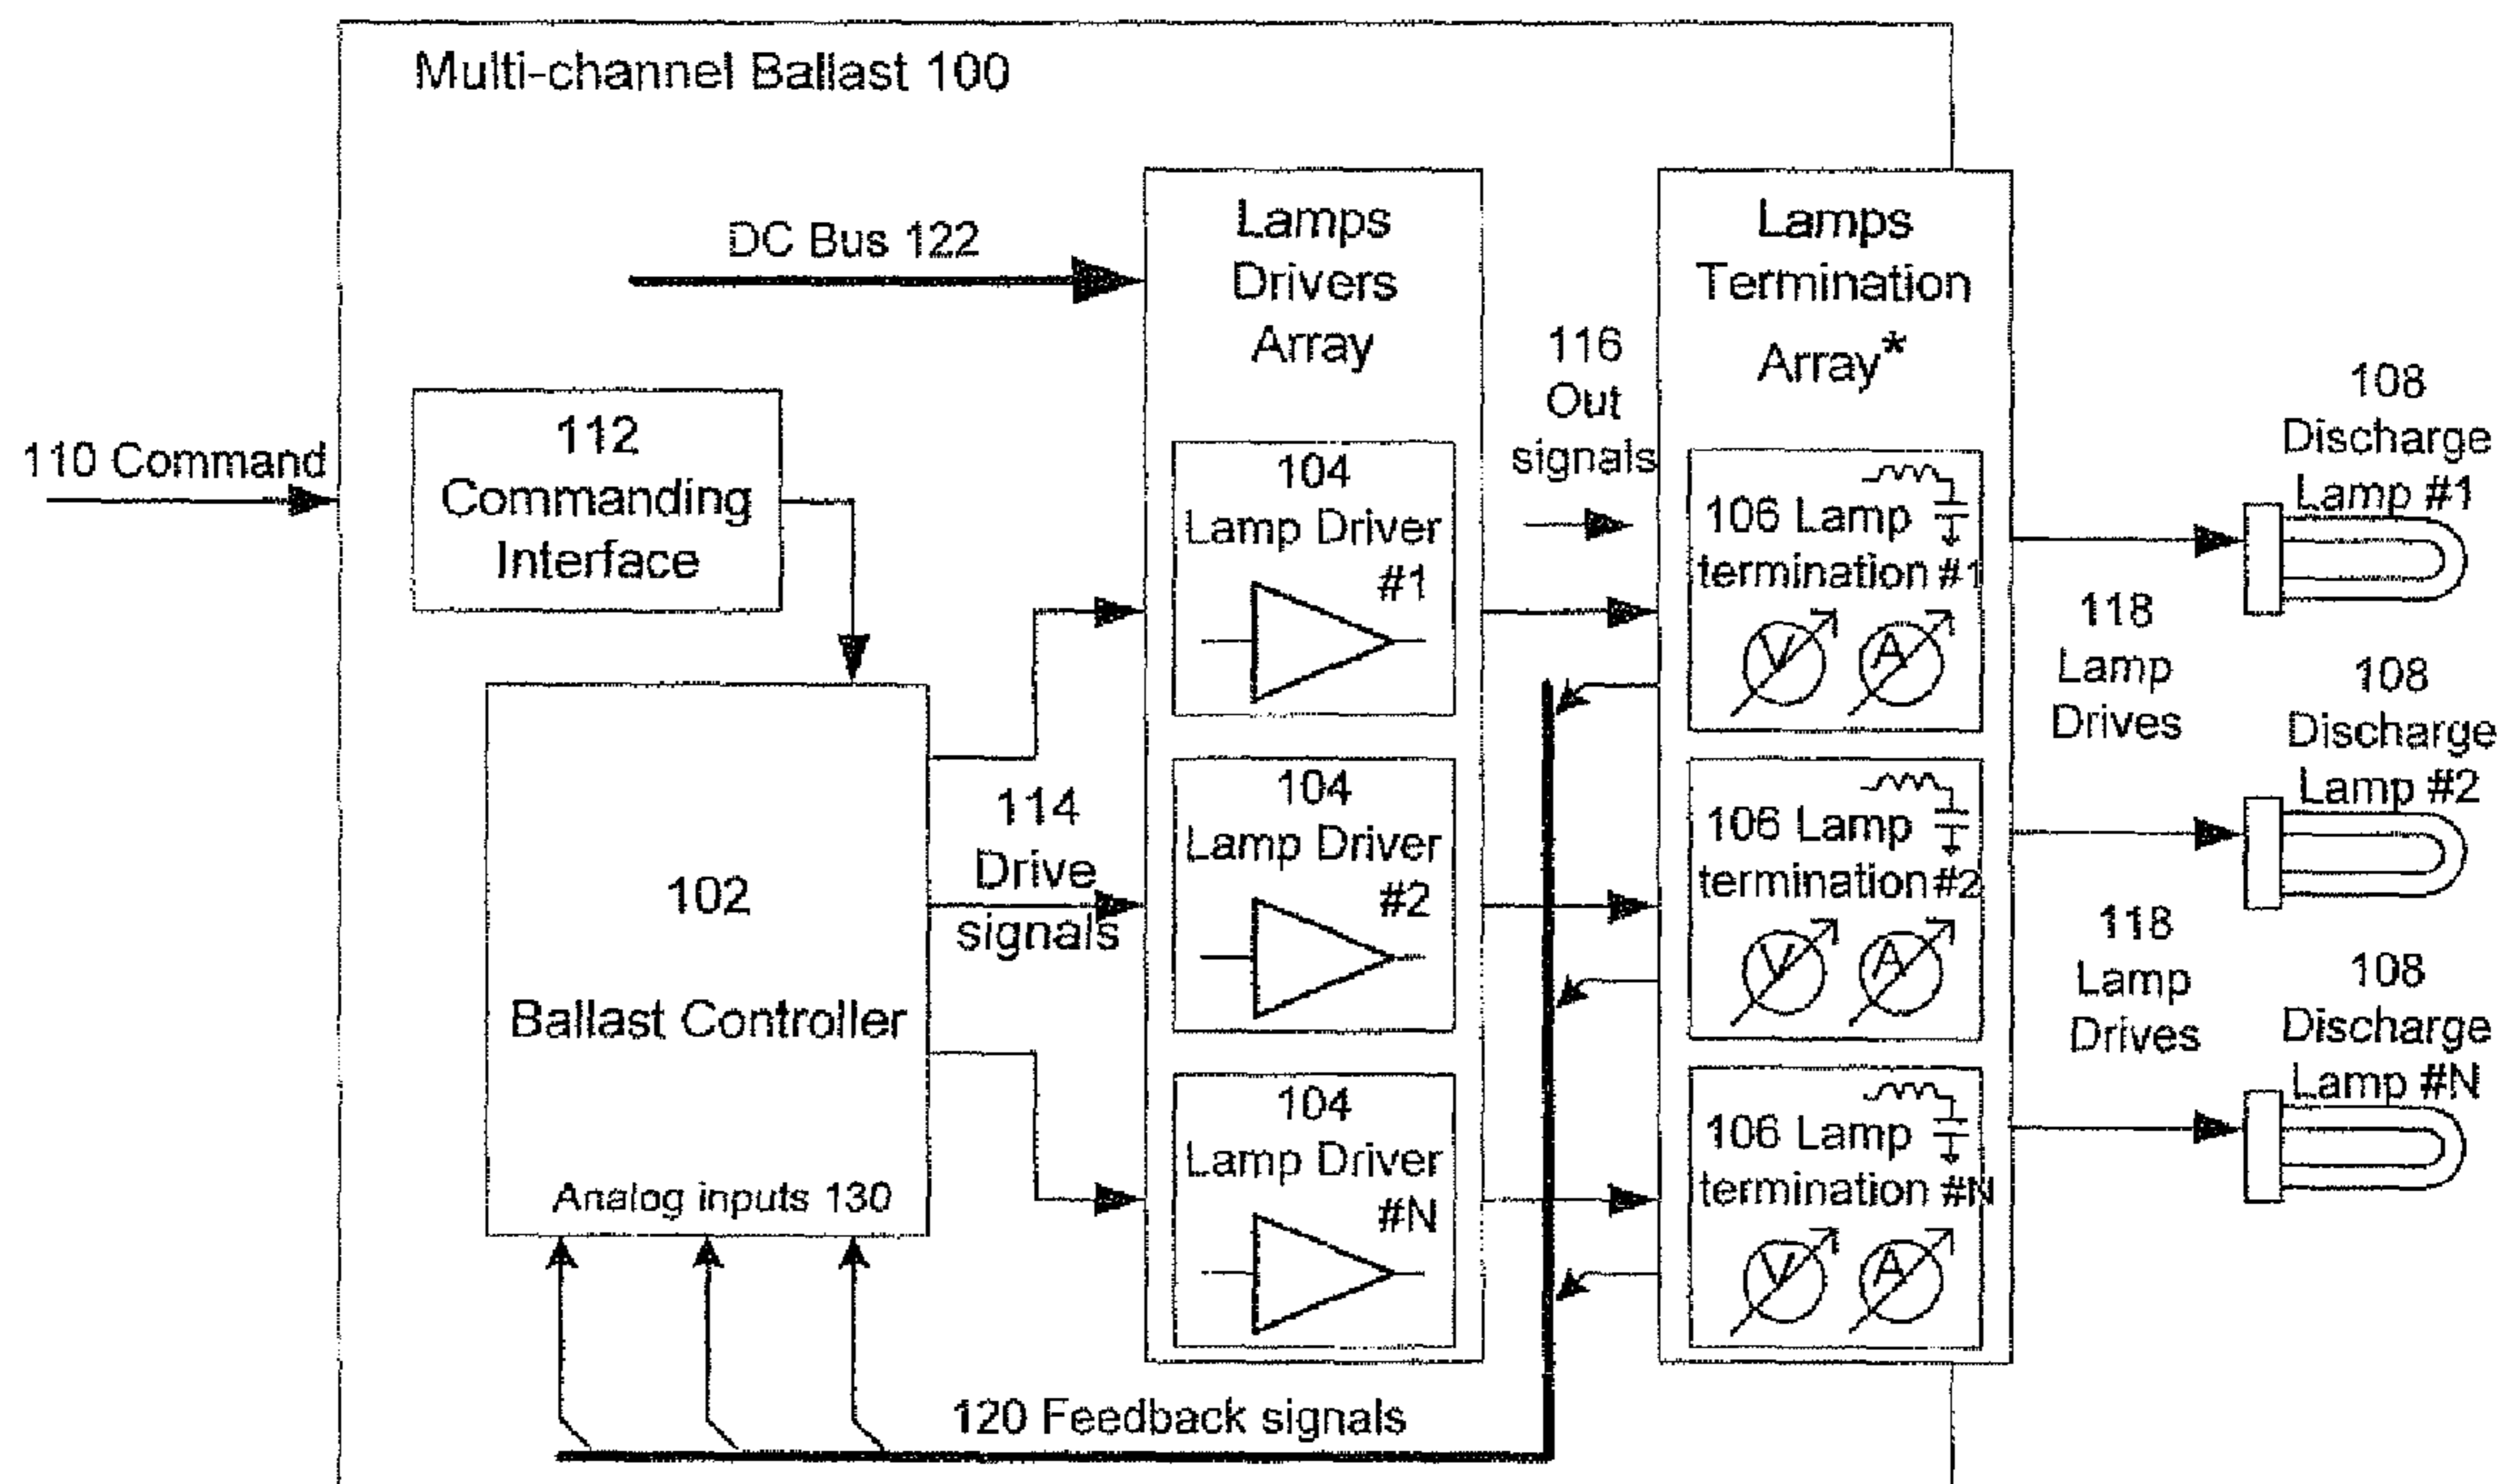 Multi-channel Ballast 100
DC Bus 122
110 Command
112
Commanding
Interface
102
Ballast Controller
Analog inputs 130
114
Drive
signals
Lamps
Drivers
Array
104
Lamp Driver
#1
104
Lamp Driver
#2
104
Lamp Driver
#N
116
Out
signals
Lamps
Termination
Array*
106 Lamp
termination #1
V A
106 Lamp
termination #2
V A
106 Lamp
termination #N
V A
118
Lamp
Drives
118
Lamp
Drives
108
Discharge
Lamp #1
108
Discharge
Lamp #2
108
Discharge
Lamp #N
120 Feedback signals